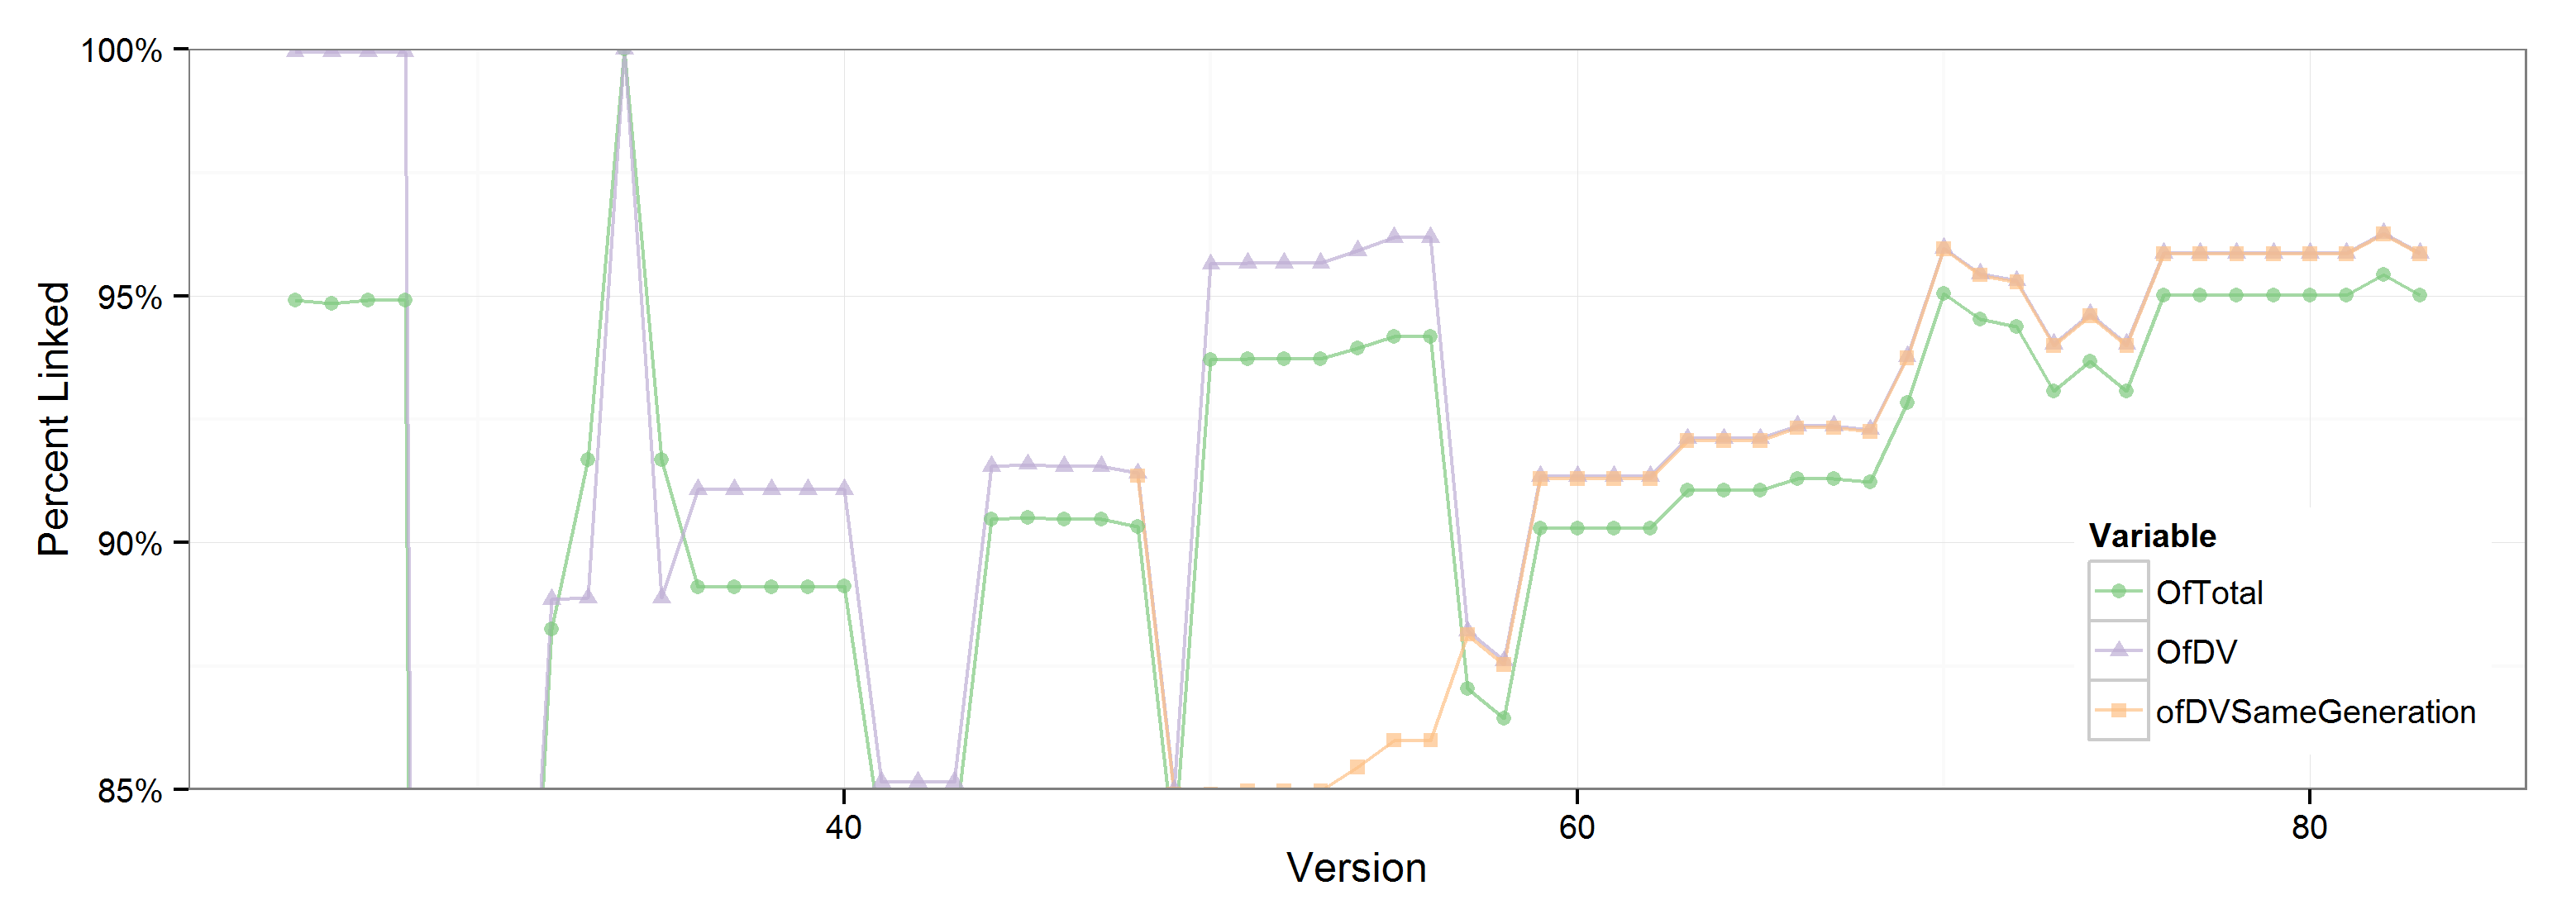 100%
95%
90%
85%
Percent Linked
40
60
80
Version
Variable
OfTotal
OfDV
ofDVSameGeneration